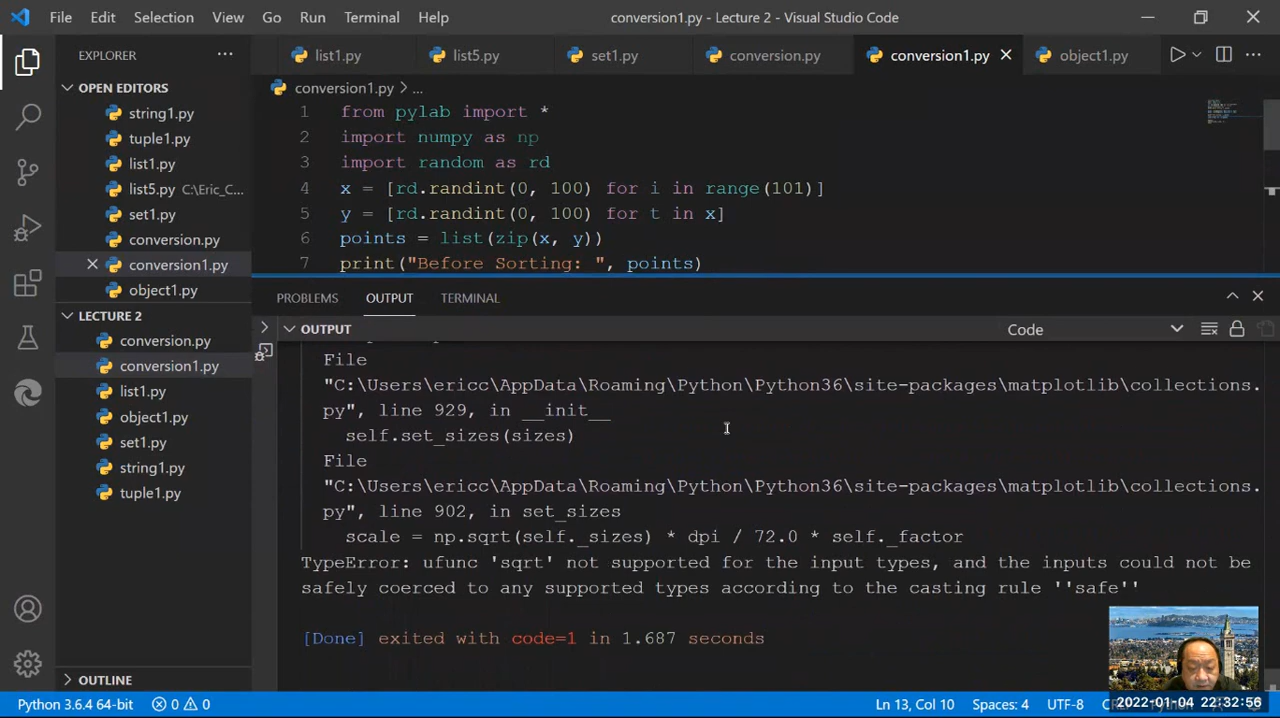 File Edit Selection View Go Run Terminal Help conversion1.py - Lecture 2 - Visual Studio Code
EXPLORER
list1.py list5.py set1.py conversion.py conversion1.py object1.py
OPEN EDITORS
string1.py
tuple1.py
list1.py
list5.py C:\Eric_C...
set1.py
conversion.py
conversion1.py
object1.py
LECTURE 2
conversion.py
conversion1.py
list1.py
object1.py
set1.py
string1.py
tuple1.py
OUTLINE
conversion1.py > ...
1 from pylab import *
2 import numpy as np
3 import random as rd
4 x = [rd.randint(0, 100) for i in range(101)]
5 y = [rd.randint(0, 100) for t in x]
6 points = list(zip(x, y))
7 print("Before Sorting: ", points)
PROBLEMS OUTPUT TERMINAL
OUTPUT Code
File
"C:\Users\ericc\AppData\Roaming\Python\Python36\site-packages\matplotlib\collections.
py", line 929, in __init__
self.set_sizes(sizes)
File
"C:\Users\ericc\AppData\Roaming\Python\Python36\site-packages\matplotlib\collections.
py", line 902, in set_sizes
scale = np.sqrt(self._sizes) * dpi / 72.0 * self._factor
TypeError: ufunc 'sqrt' not supported for the input types, and the inputs could not be
safely coerced to any supported types according to the casting rule ''safe''
[Done] exited with code=1 in 1.687 seconds
Python 3.6.4 64-bit 0 0 Ln 13, Col 10 Spaces: 4 UTF-8
2022-01-04 22:32:56